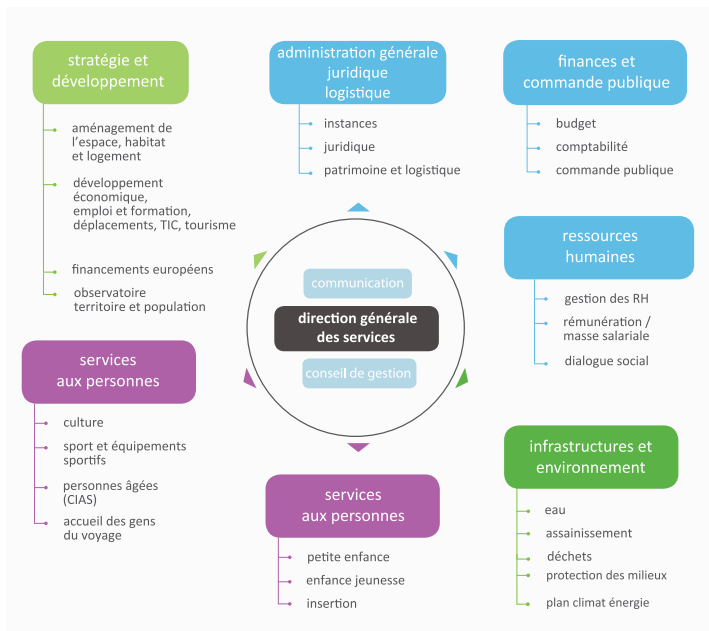 stratégie et
développement
aménagement de
l'espace, habitat
et logement
développement
économique,
emploi et formation,
déplacements, TIC, tourisme
financements européens
observatoire
territoire et population
administration générale
juridique
logistique
instances
juridique
patrimoine et logistique
finances et
commande publique
budget
comptabilité
commande publique
ressources
humaines
gestion des RH
rémunération /
masse salariale
dialogue social
communication
direction générale
des services
conseil de gestion
services
aux personnes
culture
sport et équipements
sportifs
personnes âgées
(CIAS)
accueil des gens
du voyage
services
aux personnes
petite enfance
enfance jeunesse
insertion
infrastructures et
environnement
eau
assainissement
déchets
protection des milieux
plan climat énergie